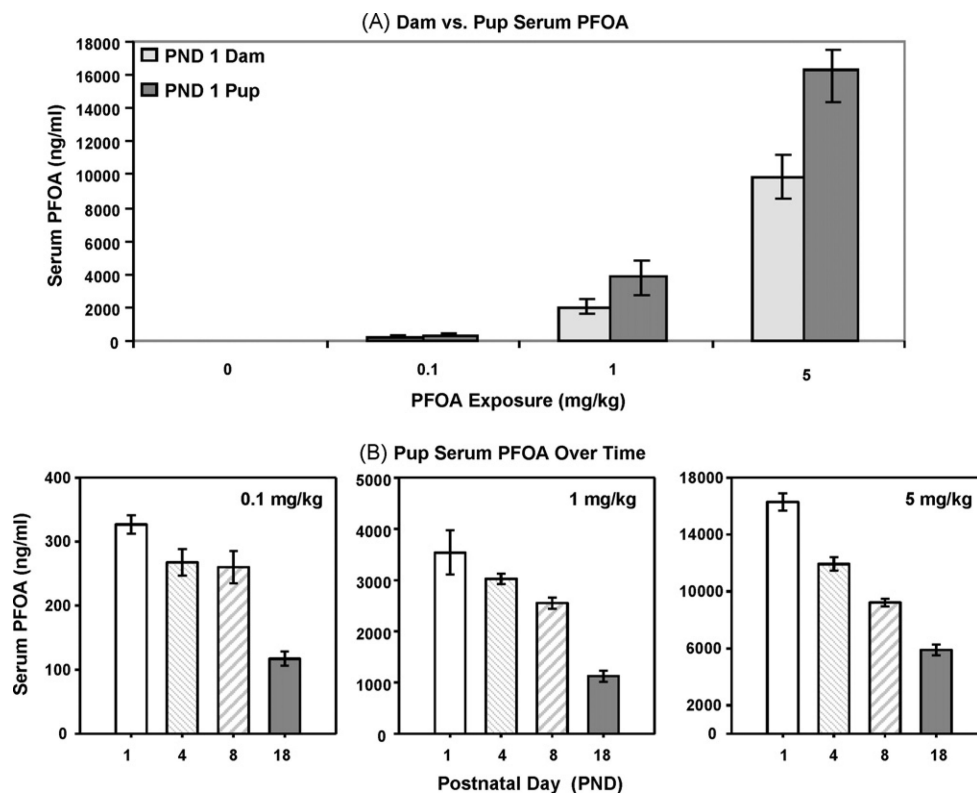 (A) Dam vs. Pup Serum PFOA
18000
16000
14000
12000
10000
8000
6000
4000
2000
0
Serum PFOA (ng/ml)
PND 1 Dam
PND 1 Pup
0 0.1 1 5
PFOA Exposure (mg/kg)
(B) Pup Serum PFOA Over Time
Serum PFOA (ng/ml)
400
300
200
100
0
0.1 mg/kg
1 4 8 18
5000
4000
3000
2000
1000
0
1 mg/kg
1 4 8 18
18000
14000
10000
6000
2000
0
5 mg/kg
1 4 8 18
Postnatal Day (PND)